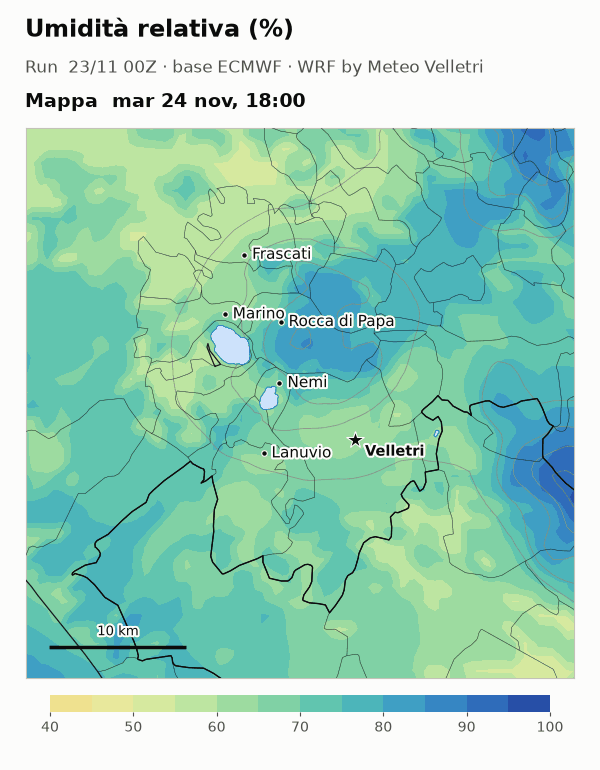 Umidità relativa (%)
Run  23/11 00Z · base ECMWF · WRF by Meteo Velletri
Mappa  mar 24 nov, 18:00
Frascati
Marino
Rocca di Papa
Nemi
Velletri
Lanuvio
10 km
40 50 60 70 80 90 100